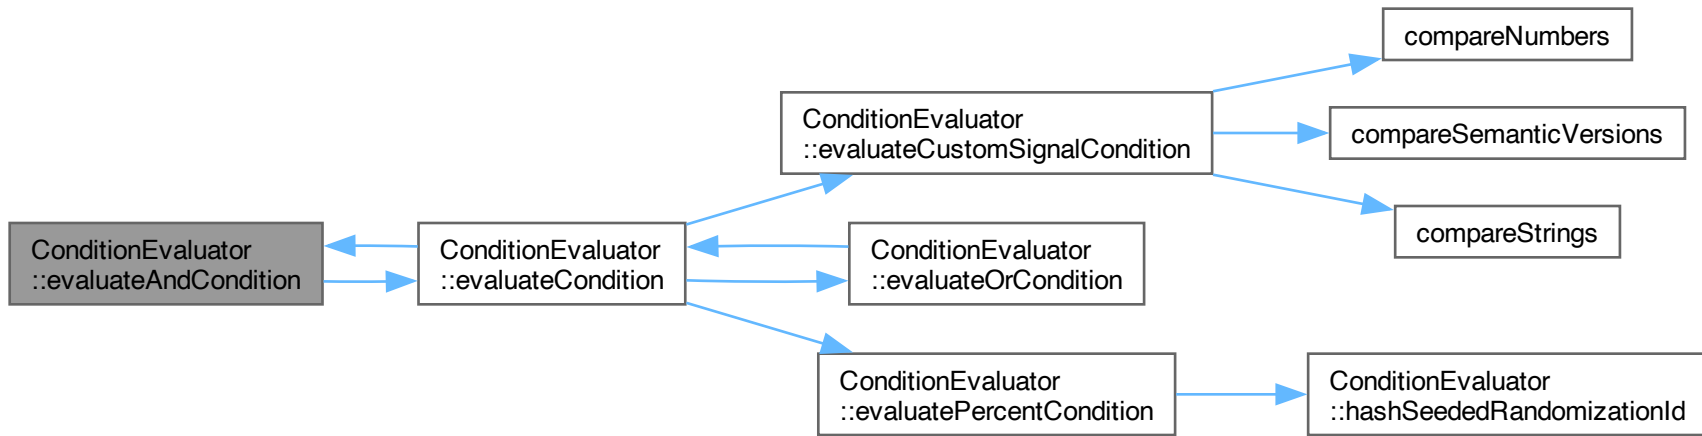 ConditionEvaluator
::evaluateAndCondition
ConditionEvaluator
::evaluateCondition
ConditionEvaluator
::evaluateCustomSignalCondition
compareNumbers
compareSemanticVersions
compareStrings
ConditionEvaluator
::evaluateOrCondition
ConditionEvaluator
::evaluatePercentCondition
ConditionEvaluator
::hashSeededRandomizationId